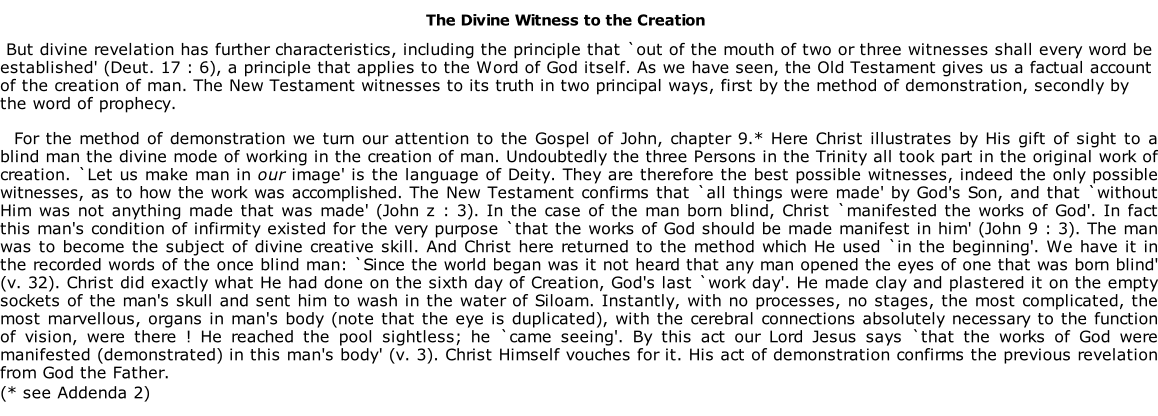 The Divine Witness to the Creation
But divine revelation has further characteristics, including the principle that `out of the mouth of two or three witnesses shall every word be
established' (Deut. 17 : 6), a principle that applies to the Word of God itself. As we have seen, the Old Testament gives us a factual account
of the creation of man. The New Testament witnesses to its truth in two principal ways, first by the method of demonstration, secondly by
the word of prophecy.
For the method of demonstration we turn our attention to the Gospel of John, chapter 9.* Here Christ illustrates by His gift of sight to a
blind man the divine mode of working in the creation of man. Undoubtedly the three Persons in the Trinity all took part in the original work of
creation. `Let us make man in our image' is the language of Deity. They are therefore the best possible witnesses, indeed the only possible
witnesses, as to how the work was accomplished. The New Testament confirms that `all things were made' by God's Son, and that `without
Him was not anything made that was made' (John z : 3). In the case of the man born blind, Christ `manifested the works of God'. In fact
this man's condition of infirmity existed for the very purpose `that the works of God should be made manifest in him' (John 9 : 3). The man
was to become the subject of divine creative skill. And Christ here returned to the method which He used `in the beginning'. We have it in
the recorded words of the once blind man: `Since the world began was it not heard that any man opened the eyes of one that was born blind'
(v. 32). Christ did exactly what He had done on the sixth day of Creation, God's last `work day'. He made clay and plastered it on the empty
sockets of the man's skull and sent him to wash in the water of Siloam. Instantly, with no processes, no stages, the most complicated, the
most marvellous, organs in man's body (note that the eye is duplicated), with the cerebral connections absolutely necessary to the function
of vision, were there ! He reached the pool sightless; he `came seeing'. By this act our Lord Jesus says `that the works of God were
manifested (demonstrated) in this man's body' (v. 3). Christ Himself vouches for it. His act of demonstration confirms the previous revelation
from God the Father.
(* see Addenda 2)